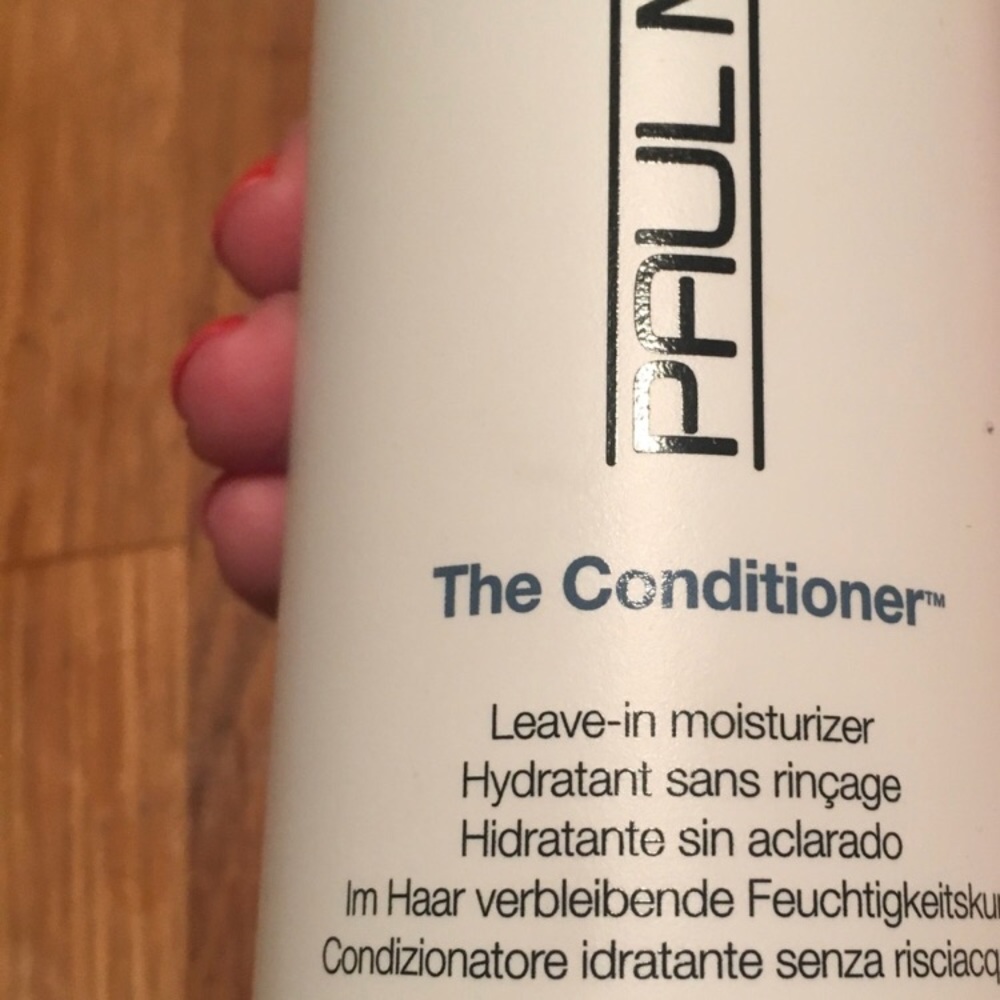 PAUL
The Conditioner™
Leave-in moisturizer
Hydratant sans rinçage
Hidratante sin aclarado
Im Haar verbleibende
Condizionatore idratante senza